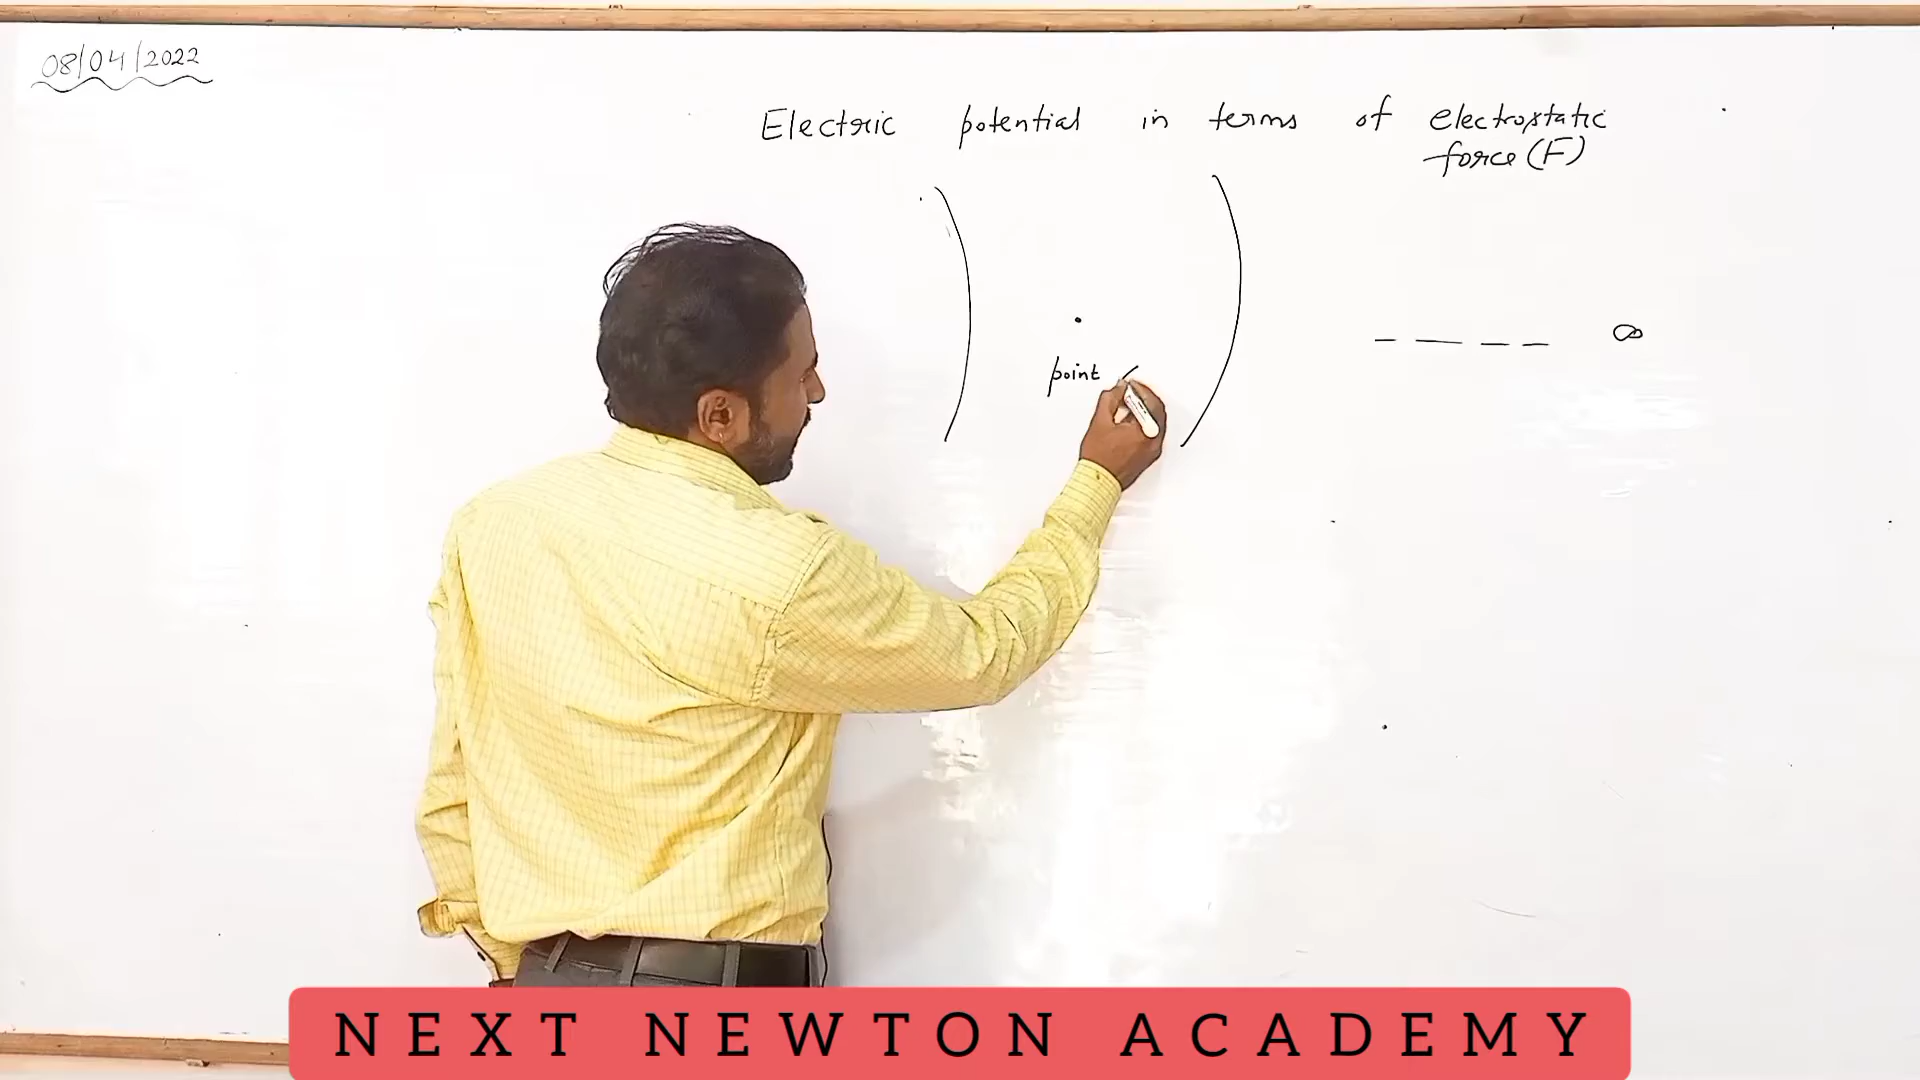 08/04/2022
Electric potential in terms of electrostatic
force (F)
∞
point
NEXT NEWTON ACADEMY